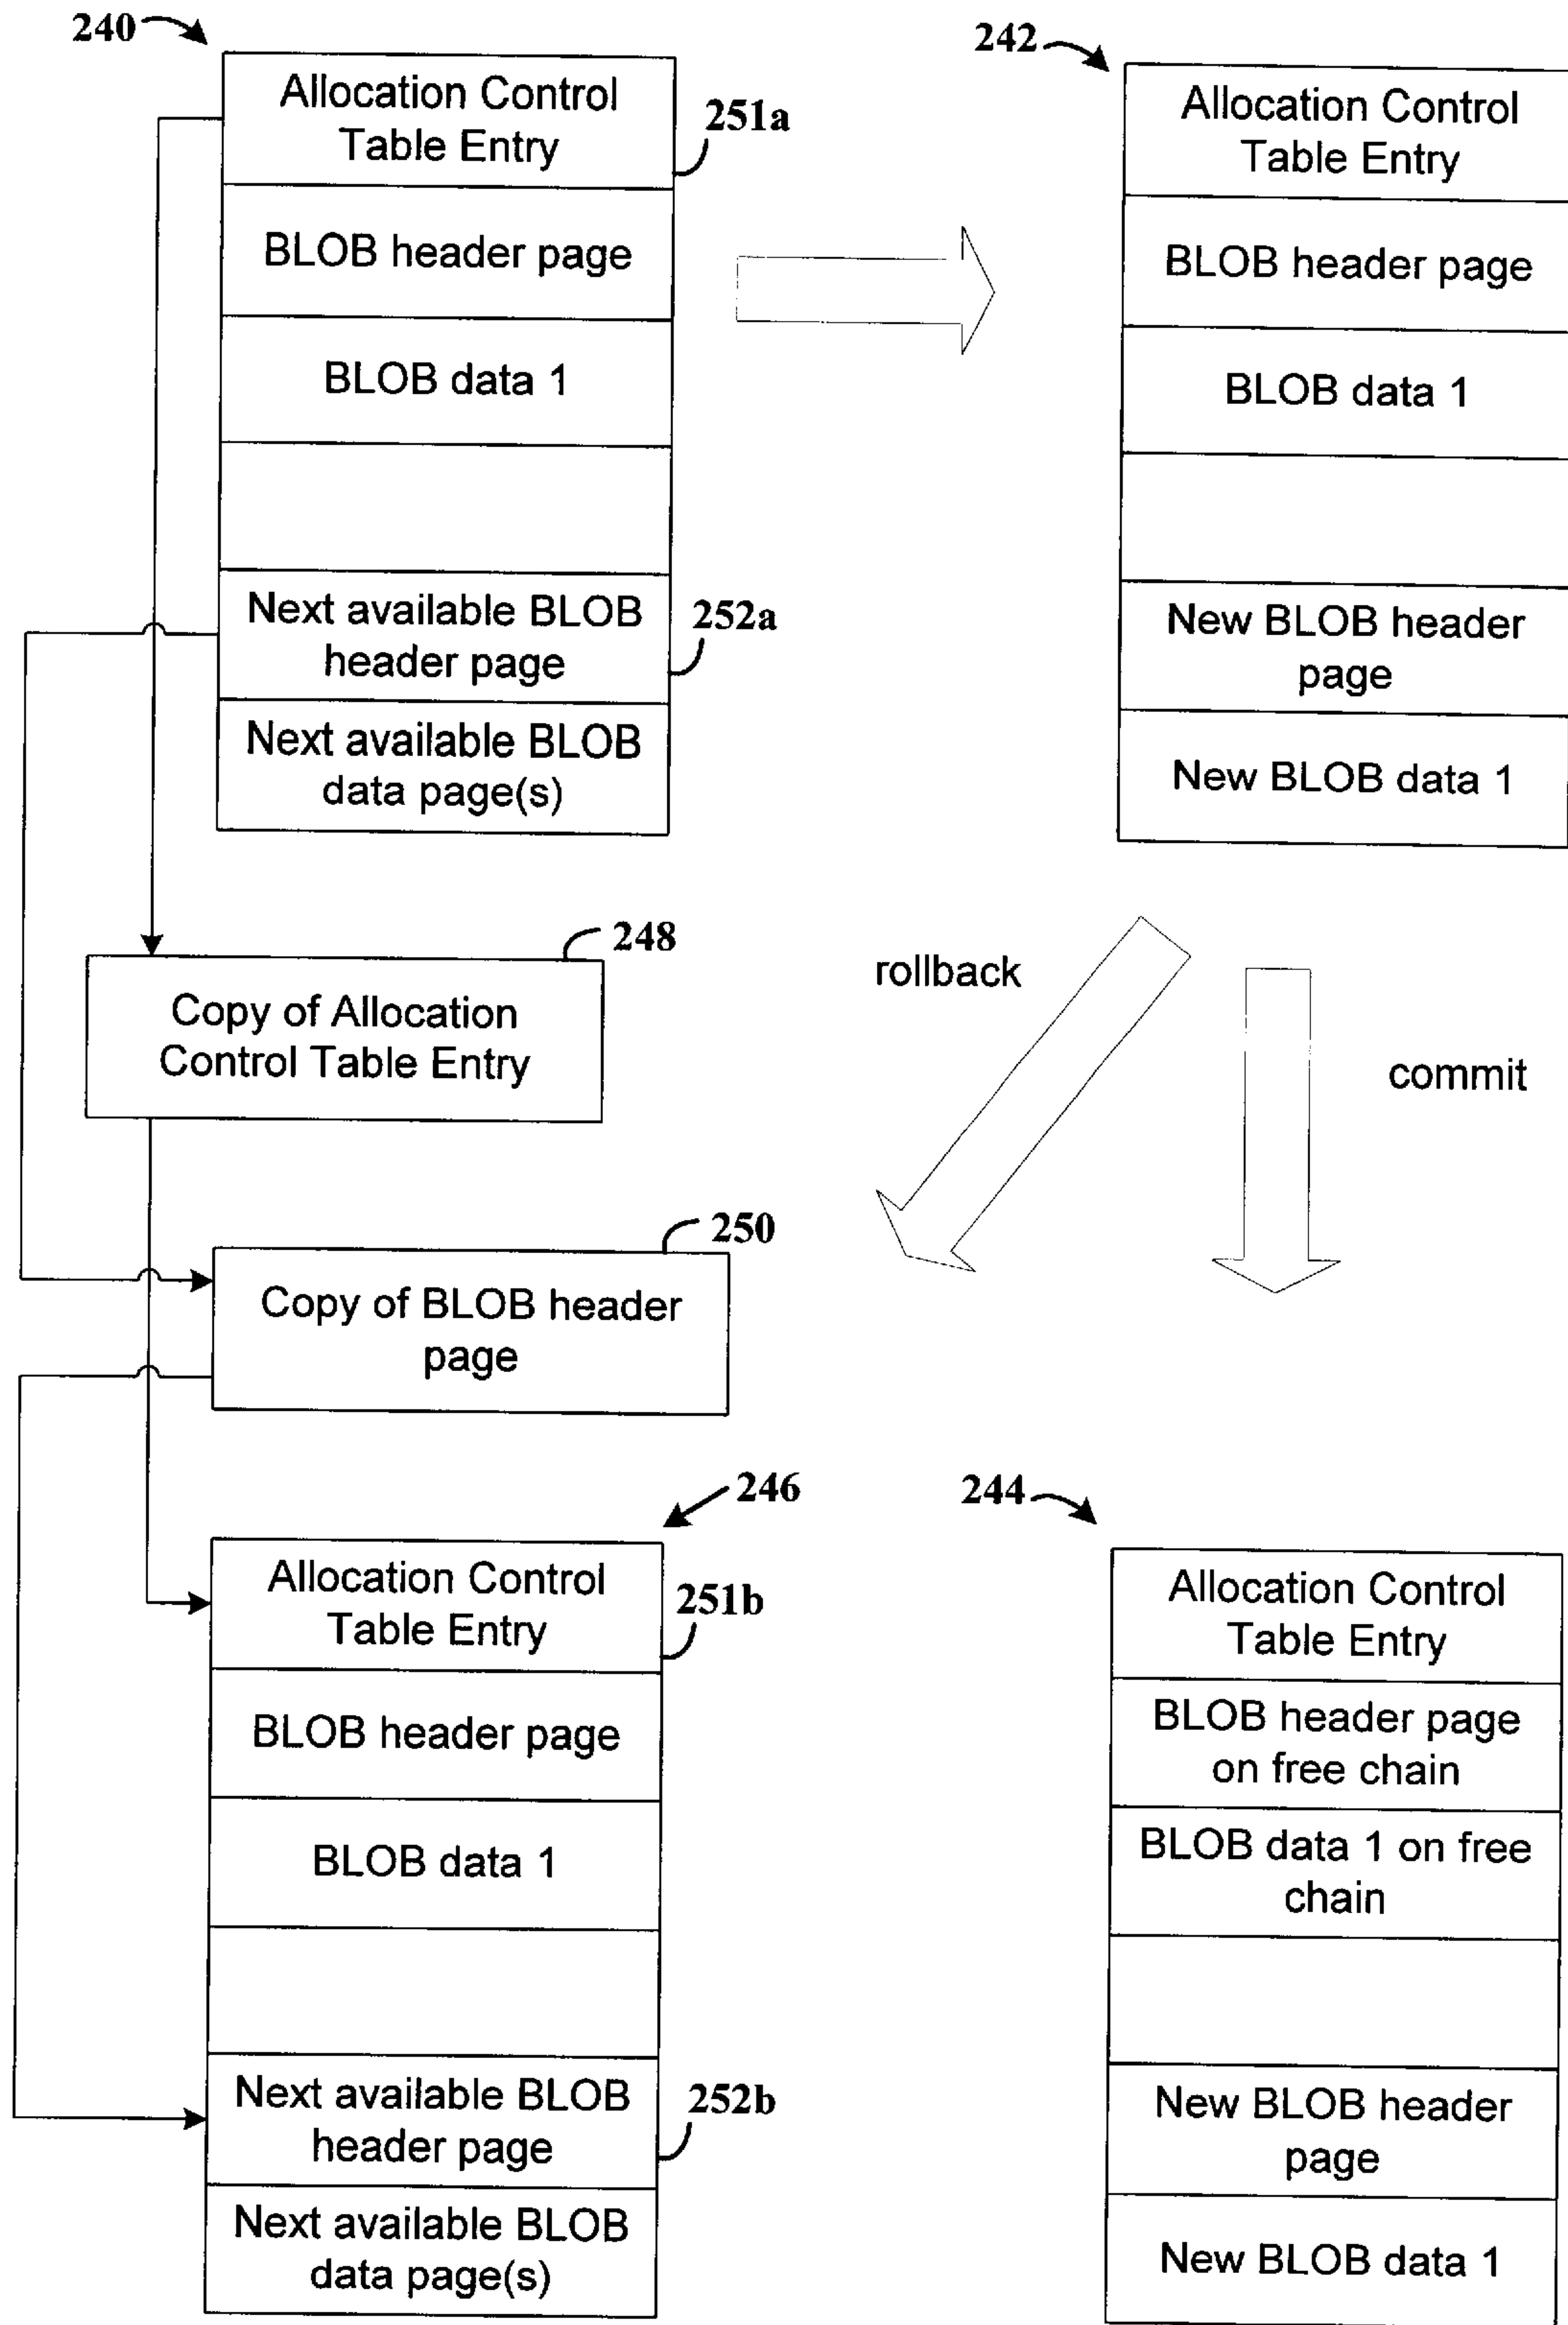 240
Allocation Control
Table Entry
251a
BLOB header page
BLOB data 1
Next available BLOB
header page
252a
Next available BLOB
data page(s)
242
Allocation Control
Table Entry
BLOB header page
BLOB data 1
New BLOB header
page
New BLOB data 1
248
Copy of Allocation
Control Table Entry
rollback
commit
250
Copy of BLOB header
page
246
Allocation Control
Table Entry
251b
BLOB header page
BLOB data 1
Next available BLOB
header page
252b
Next available BLOB
data page(s)
244
Allocation Control
Table Entry
BLOB header page
on free chain
BLOB data 1 on free
chain
New BLOB header
page
New BLOB data 1